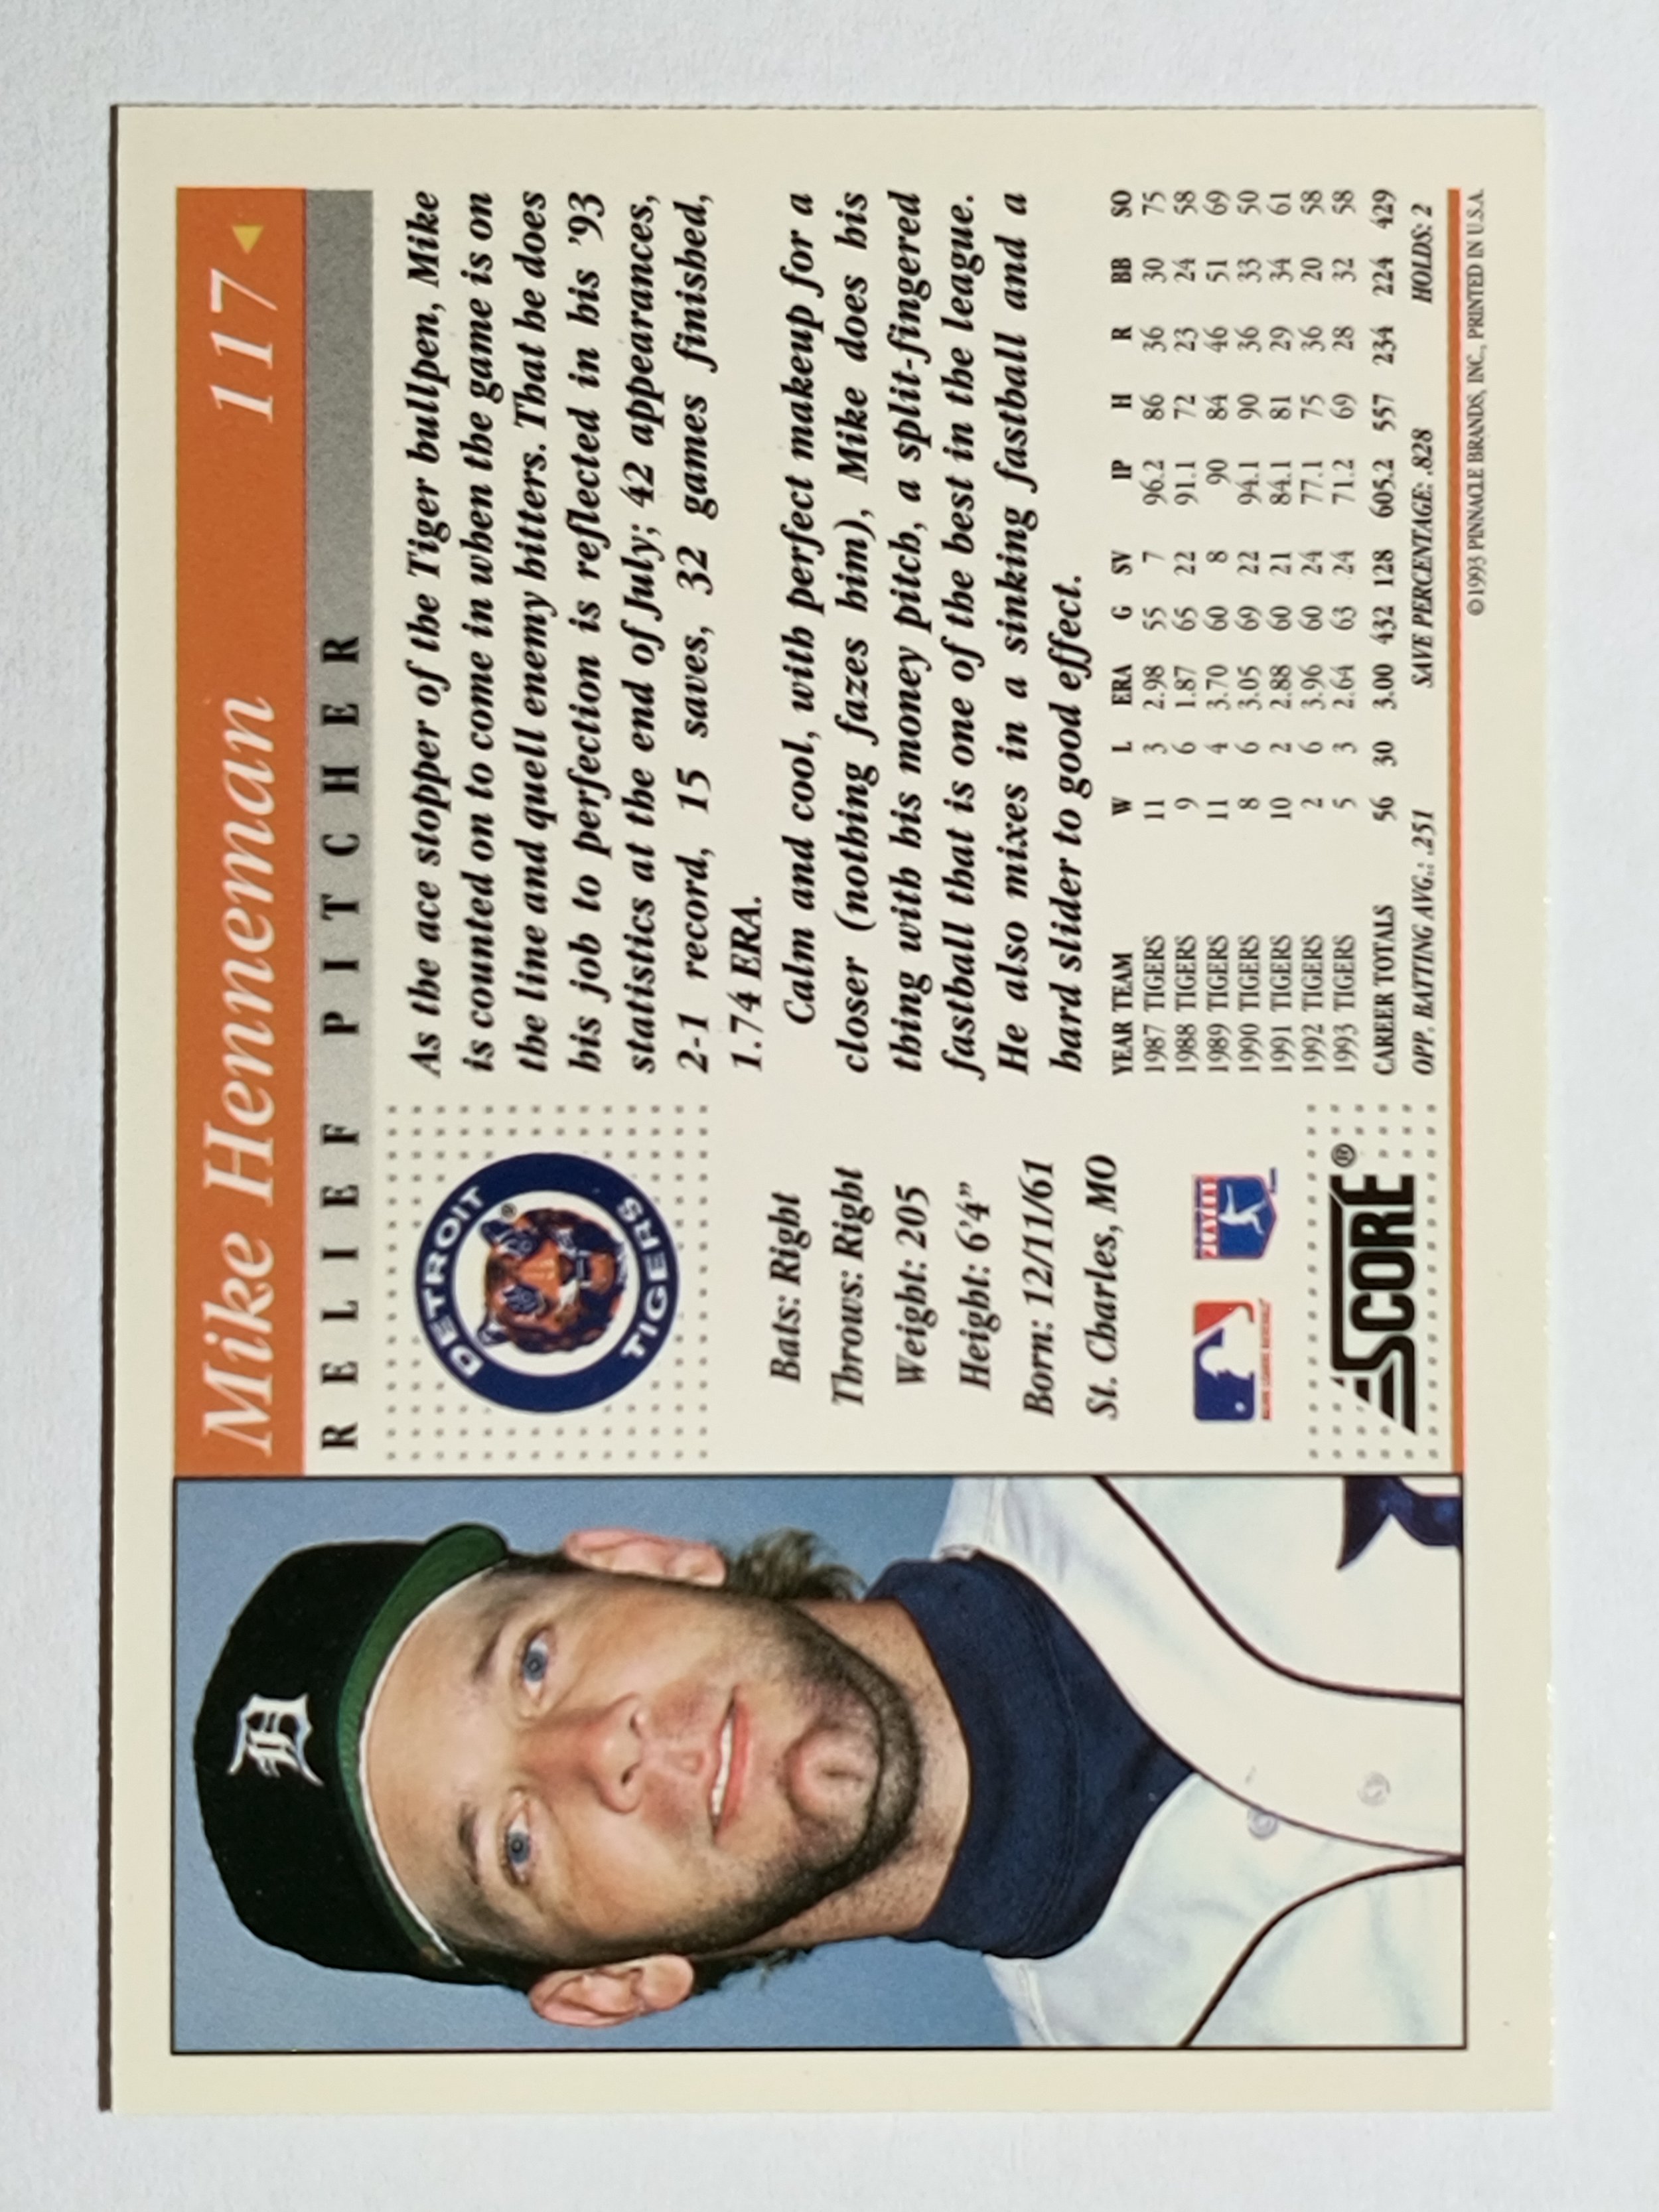 Mike Henneman 117
RELIEF PITCHER
DETROIT
TIGERS
®
Bats: Right
Throws: Right
Weight: 205
Height: 6'4”
Born: 12/11/61
St. Charles, MO
PLAYERS
SCORE®
As the ace stopper of the Tiger bullpen, Mike
is counted on to come in when the game is on
the line and quell enemy hitters. That he does
his job to perfection is reflected in his ’93
statistics at the end of July; 42 appearances,
2-1 record, 15 saves, 32 games finished,
1.74 ERA.
Calm and cool, with perfect makeup for a
closer (nothing fazes him), Mike does his
thing with his money pitch, a split-fingered
fastball that is one of the best in the league.
He also mixes in a sinking fastball and a
hard slider to good effect.
YEAR TEAM W L ERA G SV IP H R BB SO
1987 TIGERS 11 3 2.98 55 7 96.2 86 36 30 75
1988 TIGERS 9 6 1.87 65 22 91.1 72 23 24 58
1989 TIGERS 11 4 3.70 60 8 90 84 46 51 69
1990 TIGERS 8 6 3.05 69 22 94.1 90 36 33 50
1991 TIGERS 10 2 2.88 60 21 84.1 81 29 34 61
1992 TIGERS 2 6 3.96 60 24 77.1 75 36 20 58
1993 TIGERS 5 3 2.64 63 24 71.2 69 28 32 58
CAREER TOTALS 56 30 3.00 432 128 605.2 557 234 224 429
OPP. BATTING AVG.: .251 SAVE PERCENTAGE: .828 HOLDS: 2
©1993 PINNACLE BRANDS, INC., PRINTED IN U.S.A.
D